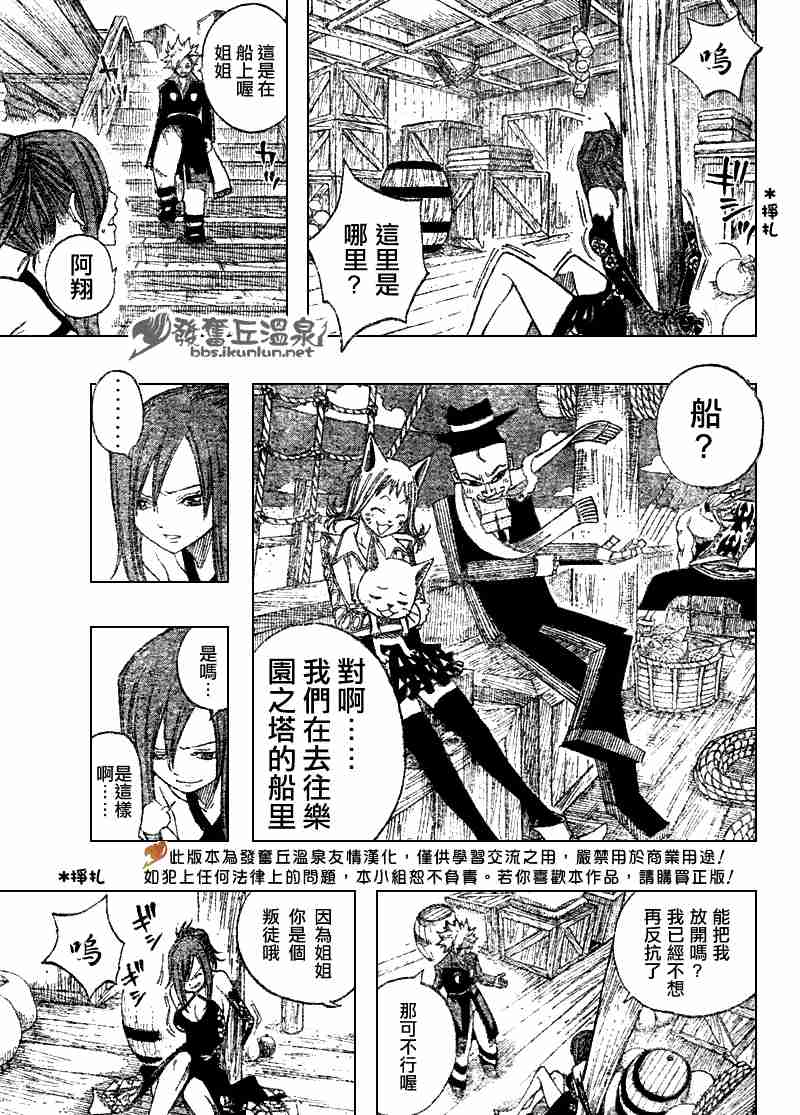 嗚
這里是
哪里？
*掙扎
這是在
船上喔
姐姐
阿翔
發奮丘溫泉
bbs.ikunlun.net
船？
對啊……
我們在去往樂
園之塔的船里
……
是嗎…
是這樣
啊……
此版本為發奮丘溫泉友情漢化，僅供學習交流之用，嚴禁用於商業用途！
如犯上任何法律上的問題，本小組恕不負責。若你喜歡本作品，請購買正版！
能把我
放開嗎？
我已經不想
再反抗了
那可不行喔
因為姐姐
你是個
叛徒哦
嗚
*掙扎